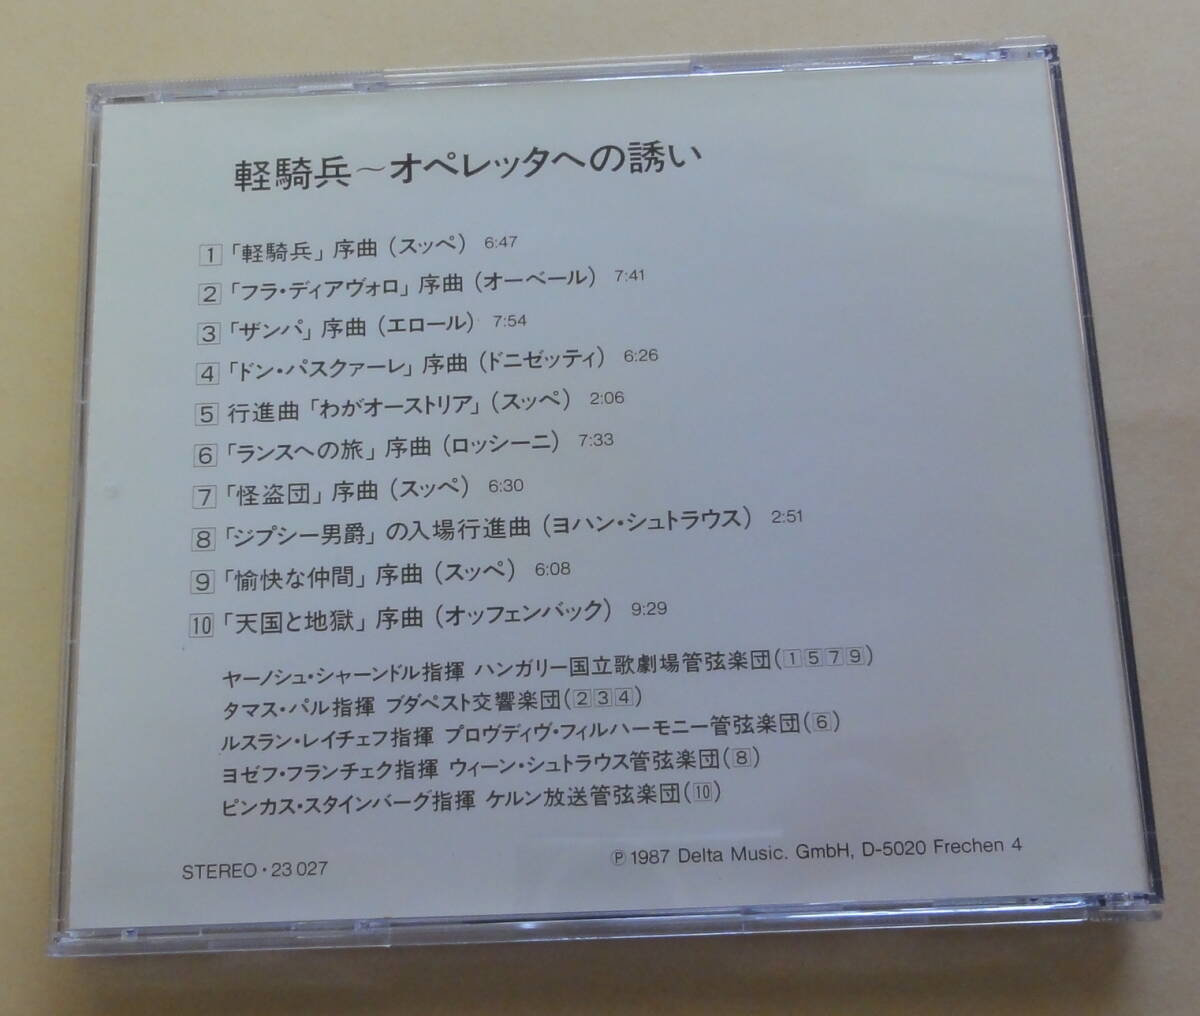 軽騎兵～オペレッタへの誘い
1 「軽騎兵」序曲(スッペ) 6:47
2 「フラ・ディアヴォロ」序曲(オーベール) 7:41
3 「ザンパ」序曲(エロール) 7:54
4 「ドン・パスクァーレ」序曲(ドニゼッティ) 6:26
5 行進曲「わがオーストリア」(スッペ) 2:06
6 「ランスへの旅」序曲(ロッシーニ) 7:33
7 「怪盗団」序曲(スッペ) 6:30
8 「ジプシー男爵」の入場行進曲(ヨハン・シュトラウス) 2:51
9 「愉快な仲間」序曲(スッペ) 6:08
10 「天国と地獄」序曲(オッフェンバック) 9:29
ヤーノシュ・シャーンドル指揮 ハンガリー国立歌劇場管弦楽団(1 5 7 9)
タマス・パル指揮 ブダペスト交響楽団(2 3 4)
ルスラン・レイチェフ指揮 プロヴディヴ・フィルハーモニー管弦楽団(6)
ヨゼフ・フランチェク指揮 ウィーン・シュトラウス管弦楽団(8)
ピンカス・スタインバーグ指揮 ケルン放送管弦楽団(10)
STEREO・23 027
Ⓟ 1987 Delta Music. GmbH, D-5020 Frechen 4